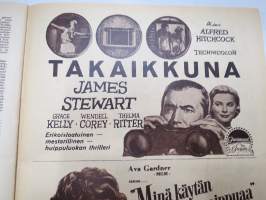 ALFRED
HITCHCOCK
TECHNICOLOR
TAKAIKKUNA
JAMES
STEWART
GRACE WENDELL THELMA
KELLY COREY RITTER
Erikoislaatuinen -
mestarillinen -
huippuluokan thrilleri
Ava Gardner
"Minä käytän